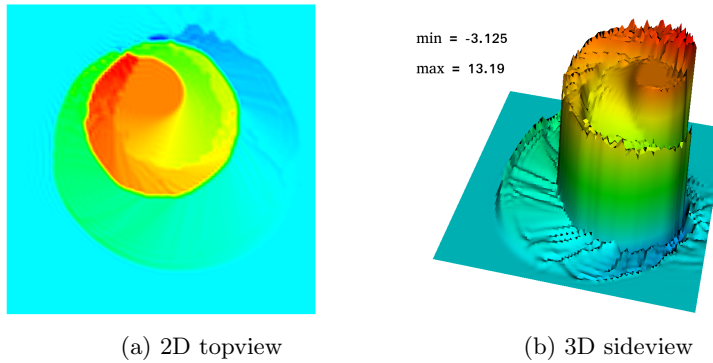 min = -3.125
max = 13.19
(a) 2D topview
(b) 3D sideview